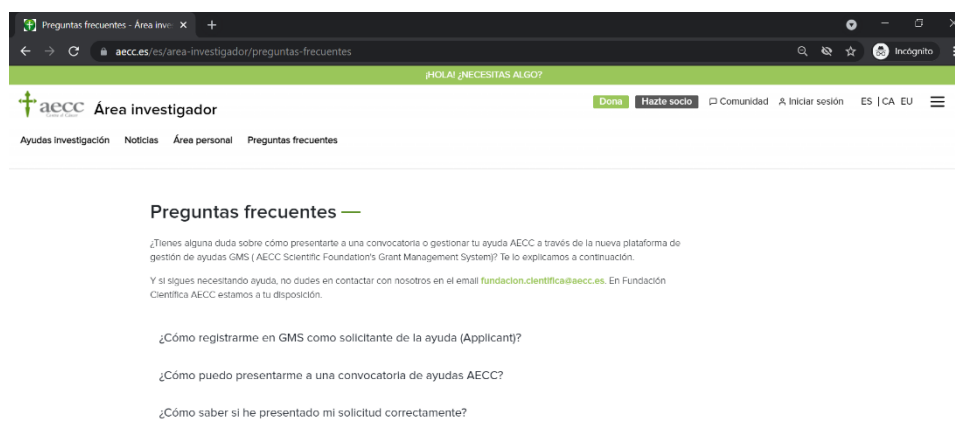 Preguntas frecuentes - Área inve
aecc.es/es/area-investigador/preguntas-frecuentes
Incógnito
¡HOLA! ¿NECESITAS ALGO?
aecc Área investigador
Dona Hazte socio Comunidad Iniciar sesión ES | CA EU
Ayudas investigación Noticias Área personal Preguntas frecuentes
Preguntas frecuentes —
¿Tienes alguna duda sobre cómo presentarte a una convocatoria o gestionar tu ayuda AECC a través de la nueva plataforma de
gestión de ayudas GMS ( AECC Scientific Foundation's Grant Management System)? Te lo explicamos a continuación.
Y si sigues necesitando ayuda, no dudes en contactar con nosotros en el email fundacion.cientifica@aecc.es. En Fundación
Científica AECC estamos a tu disposición.
¿Cómo registrarme en GMS como solicitante de la ayuda (Applicant)?
¿Cómo puedo presentarme a una convocatoria de ayudas AECC?
¿Cómo saber si he presentado mi solicitud correctamente?